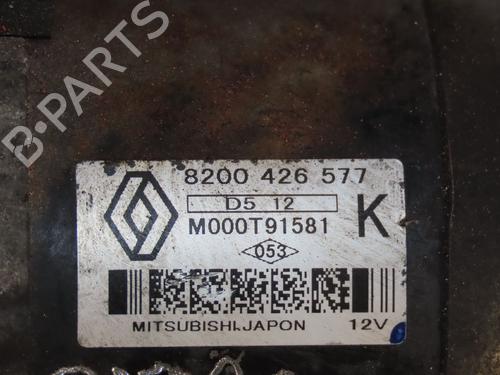 B-PARTS
8200 426 577
D5 12
M000T91581 K
053
MITSUBISHI.JAPON 12V